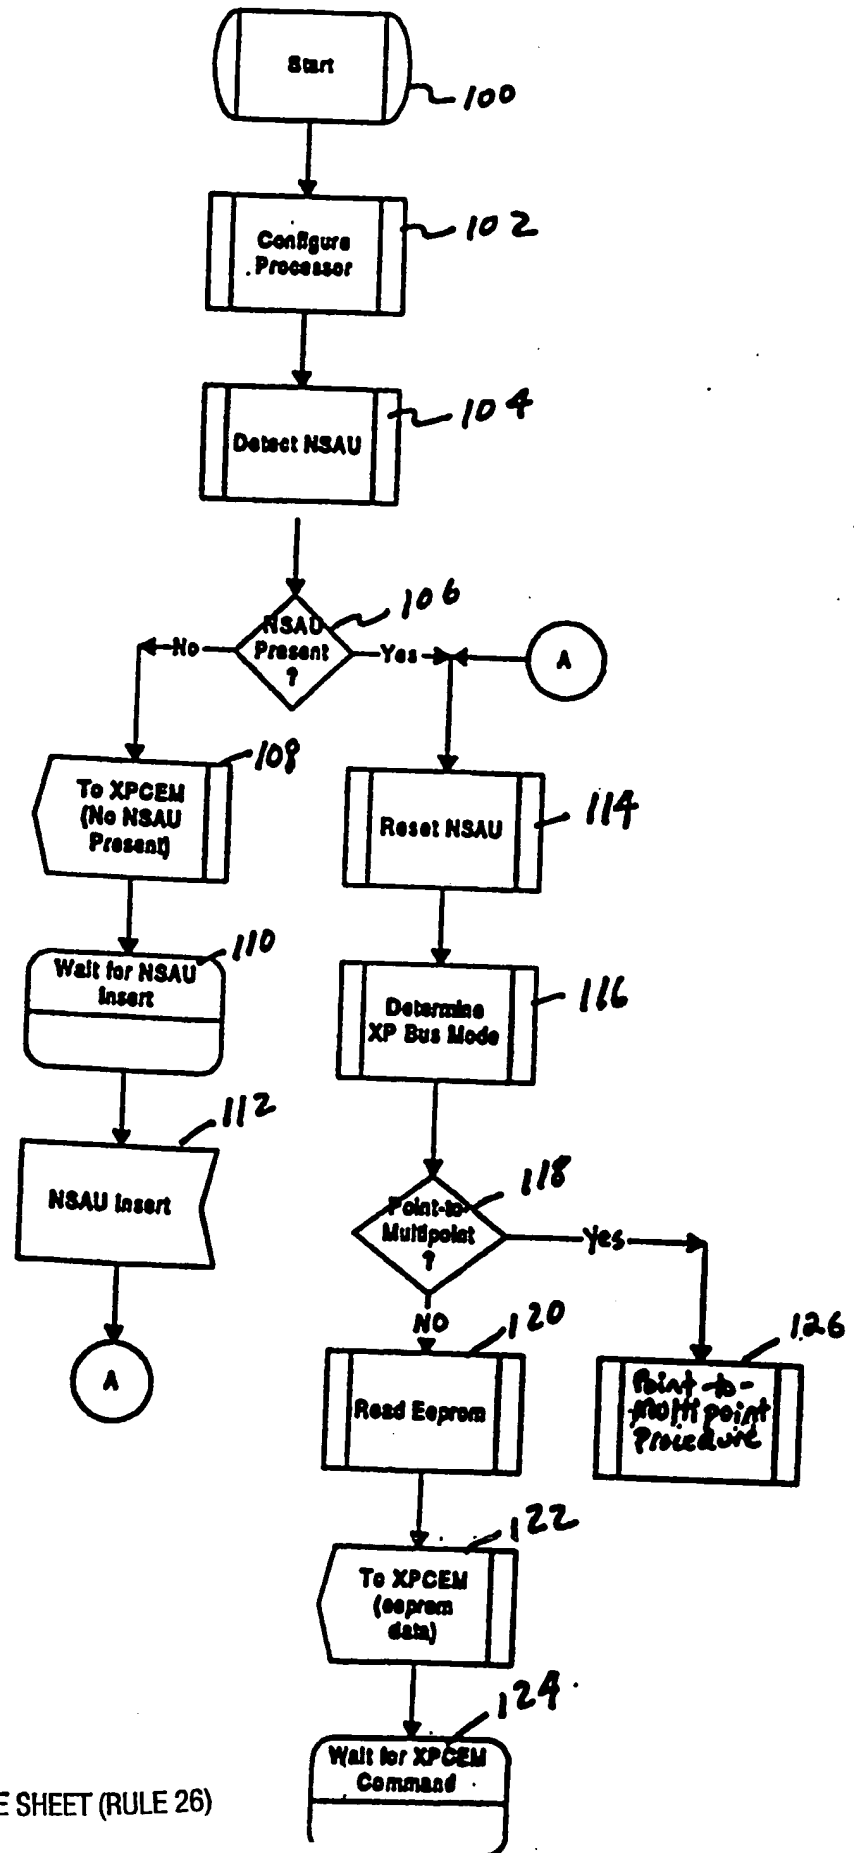 Start
100
Configure
Processor
102
Detect NSAU
104
106
NSAU
Present
?
No
Yes
A
108
To XPCEM
(No NSAU
Present)
Reset NSAU
114
110
Wait for NSAU
Insert
Determine
XP Bus Mode
116
112
NSAU Insert
118
Point-to-
Multipoint
?
Yes
NO
A
120
Read Eeprom
126
Point-to-
Multipoint
Procedure
122
To XPCEM
(eeprom
data)
124
Wait for XPCEM
Command
E SHEET (RULE 26)